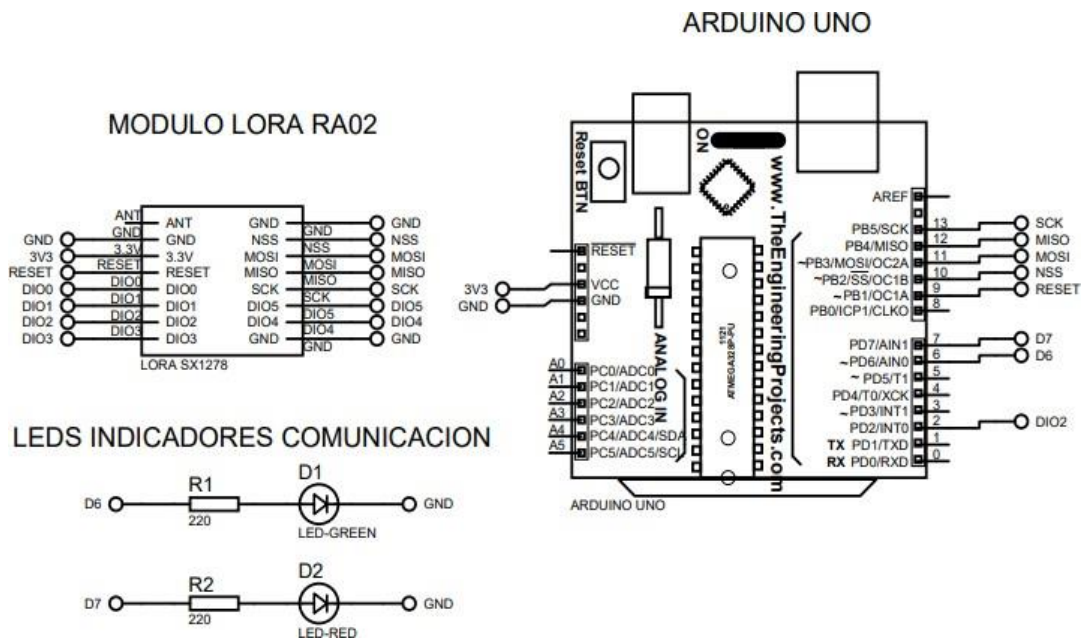 ARDUINO UNO
MODULO LORA RA02
ANT
GND
3.3V
RESET
DIO0
DIO1
DIO2
DIO3
GND
3V3
RESET
DIO0
DIO1
DIO2
DIO3
ANT
GND
3.3V
RESET
DIO0
DIO1
DIO2
DIO3
GND
NSS
MOSI
MISO
SCK
DIO5
DIO4
GND
GND
NSS
MOSI
MISO
SCK
DIO5
DIO4
GND
GND
NSS
MOSI
MISO
SCK
DIO5
DIO4
GND
LORA SX1278
Reset BTN
ON
www.TheEngineeringProjects.com
RESET
VCC
GND
3V3
GND
ANALOG IN
1121
ATMEGA328P-PU
A0 PC0/ADC0
A1 PC1/ADC1
A2 PC2/ADC2
A3 PC3/ADC3
A4 PC4/ADC4/SDA
A5 PC5/ADC5/SCL
AREF
PB5/SCK 13 SCK
PB4/MISO 12 MISO
~PB3/MOSI/OC2A 11 MOSI
~PB2/SS/OC1B 10 NSS
~PB1/OC1A 9 RESET
PB0/ICP1/CLKO 8
PD7/AIN1 7 D7
~PD6/AIN0 6 D6
~PD5/T1 5
PD4/T0/XCK 4
~PD3/INT1 3
PD2/INT0 2 DIO2
TX PD1/TXD 1
RX PD0/RXD 0
ARDUINO UNO
LEDS INDICADORES COMUNICACION
R1
D1
D6
GND
220
LED-GREEN
R2
D2
D7
GND
220
LED-RED